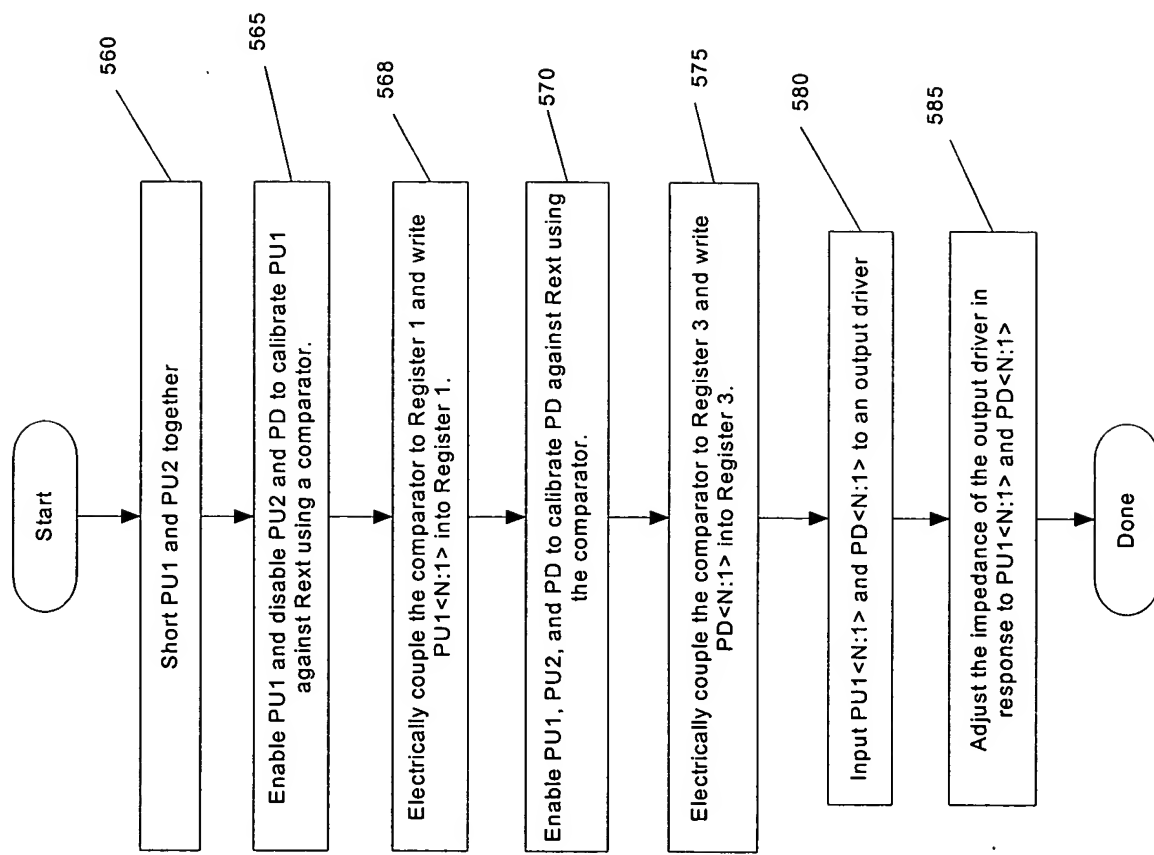 Start
Short PU1 and PU2 together
560
Enable PU1 and disable PU2 and PD to calibrate PU1
against Rext using a comparator.
565
Electrically couple the comparator to Register 1 and write
PU1<N:1> into Register 1.
568
Enable PU1, PU2, and PD to calibrate PD against Rext using
the comparator.
570
Electrically couple the comparator to Register 3 and write
PD<N:1> into Register 3.
575
Input PU1<N:1> and PD<N:1> to an output driver
580
Adjust the impedance of the output driver in
response to PU1<N:1> and PD<N:1>
585
Done